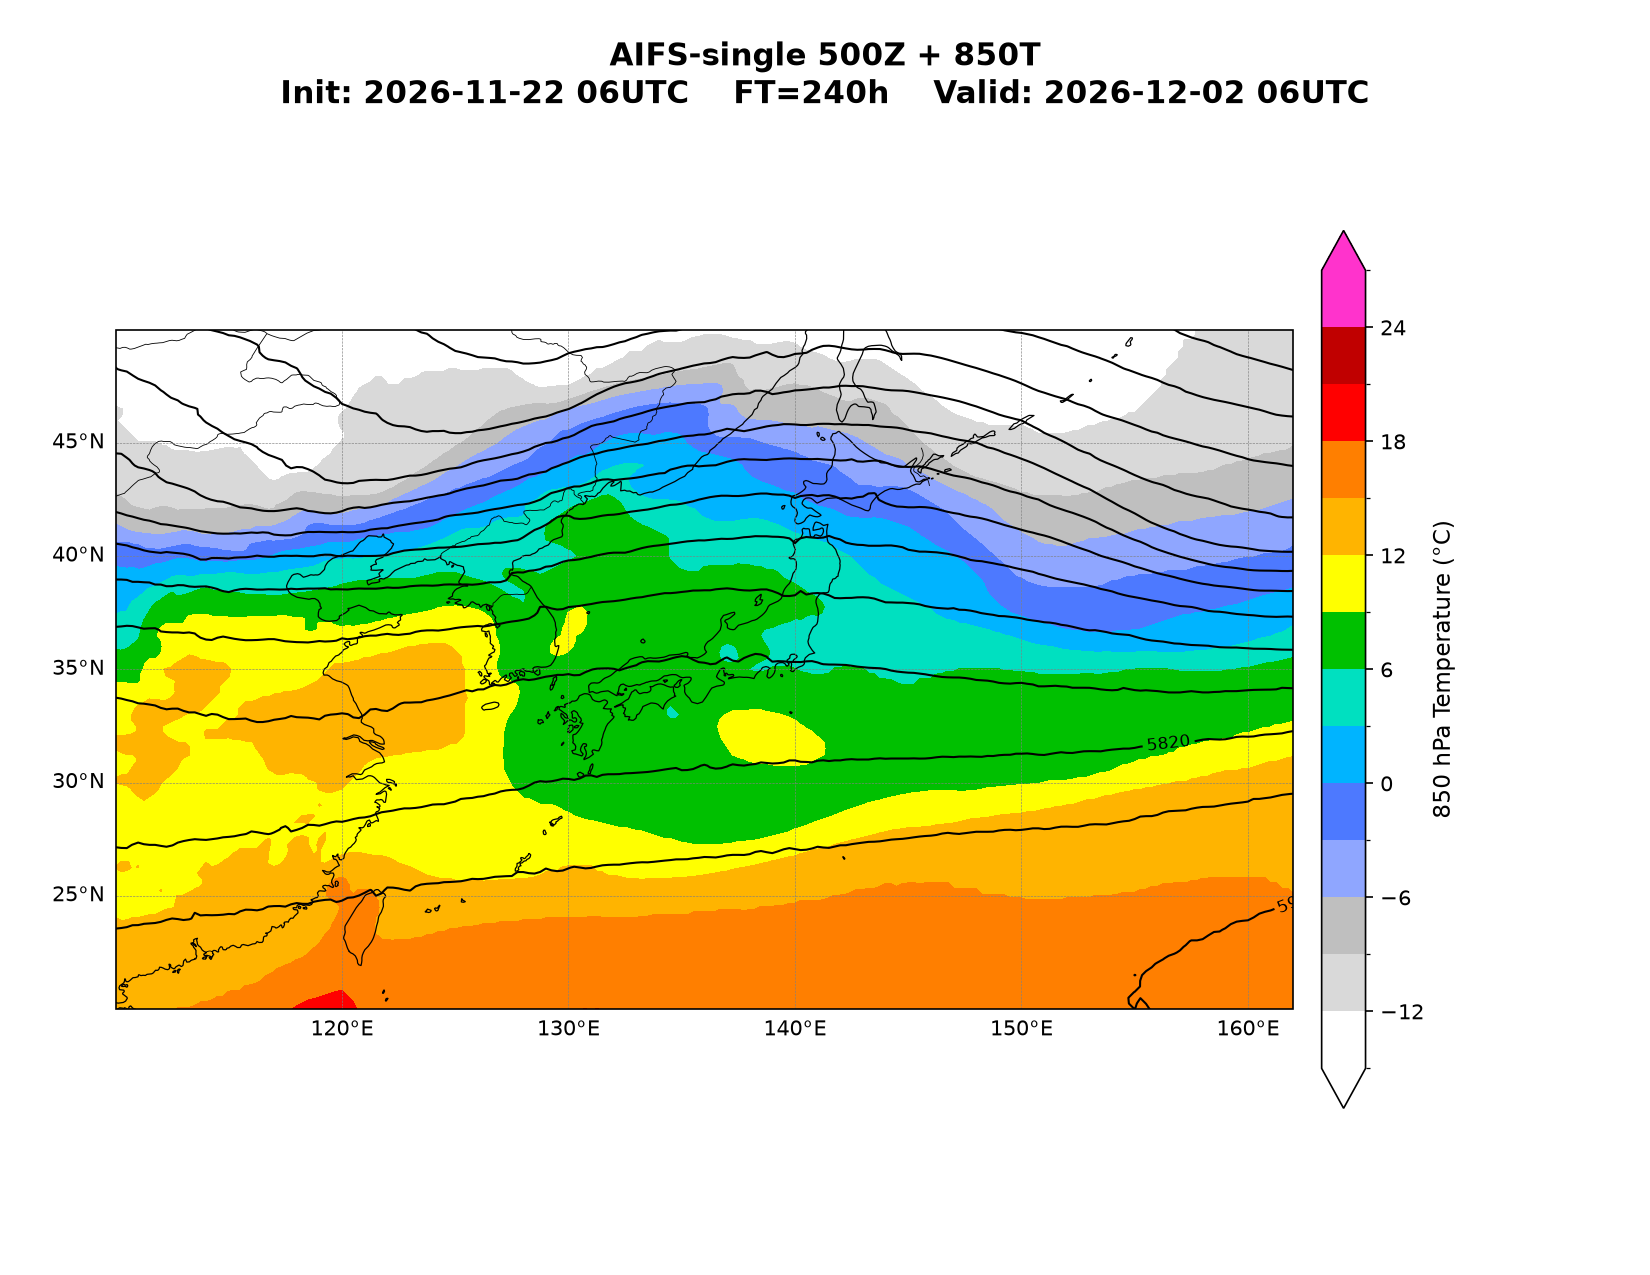 AIFS-single 500Z + 850T
Init: 2026-11-22 06UTC    FT=240h    Valid: 2026-12-02 06UTC
24
18
12
6
0
−6
−12
850 hPa Temperature (°C)
45°N
40°N
35°N
30°N
25°N
5820
120°E
130°E
140°E
150°E
160°E